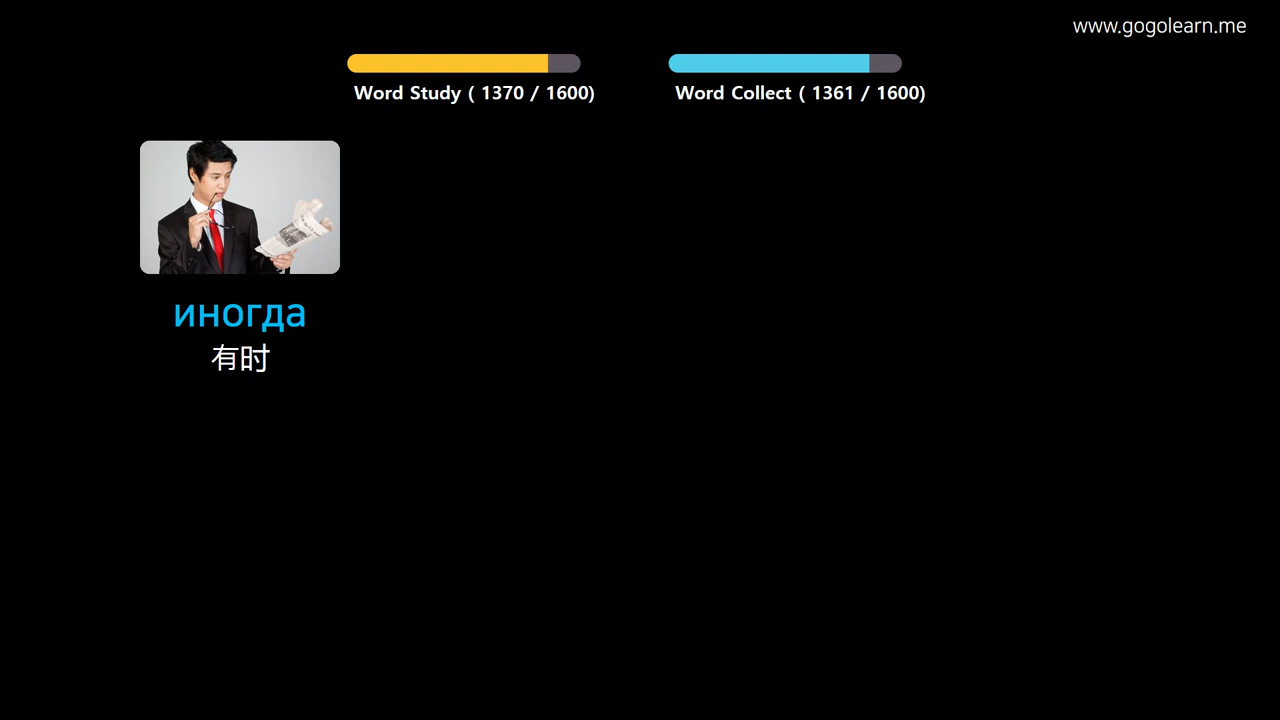 www.gogolearn.me
Word Study ( 1370 / 1600)
Word Collect ( 1361 / 1600)
иногда
有时